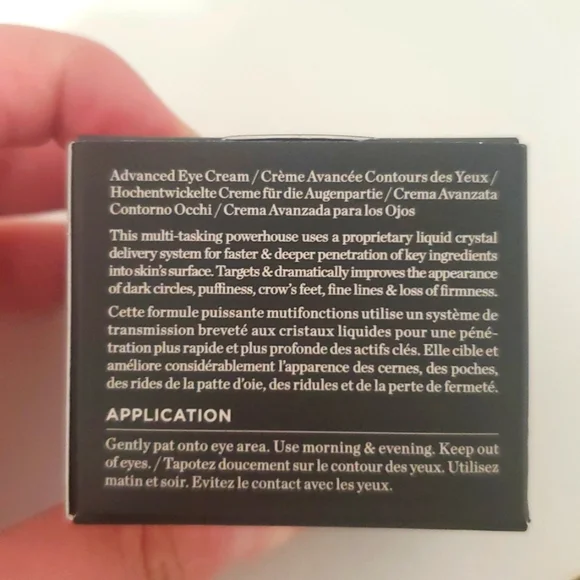 Advanced Eye Cream / Crème Avancée Contours des Yeux /
Hochentwickelte Creme für die Augenpartie / Crema Avanzata
Contorno Occhi / Crema Avanzada para los Ojos
This multi-tasking powerhouse uses a proprietary liquid crystal
delivery system for faster & deeper penetration of key ingredients
into skin's surface. Targets & dramatically improves the appearance
of dark circles, puffiness, crow's feet, fine lines & loss of firmness.
Cette formule puissante mutifonctions utilise un système de
transmission breveté aux cristaux liquides pour une péné-
tration plus rapide et plus profonde des actifs clés. Elle cible et
améliore considérablement l'apparence des cernes, des poches,
des rides de la patte d'oie, des ridules et de la perte de fermeté.
APPLICATION
Gently pat onto eye area. Use morning & evening. Keep out
of eyes. / Tapotez doucement sur le contour des yeux. Utilisez
matin et soir. Evitez le contact avec les yeux.